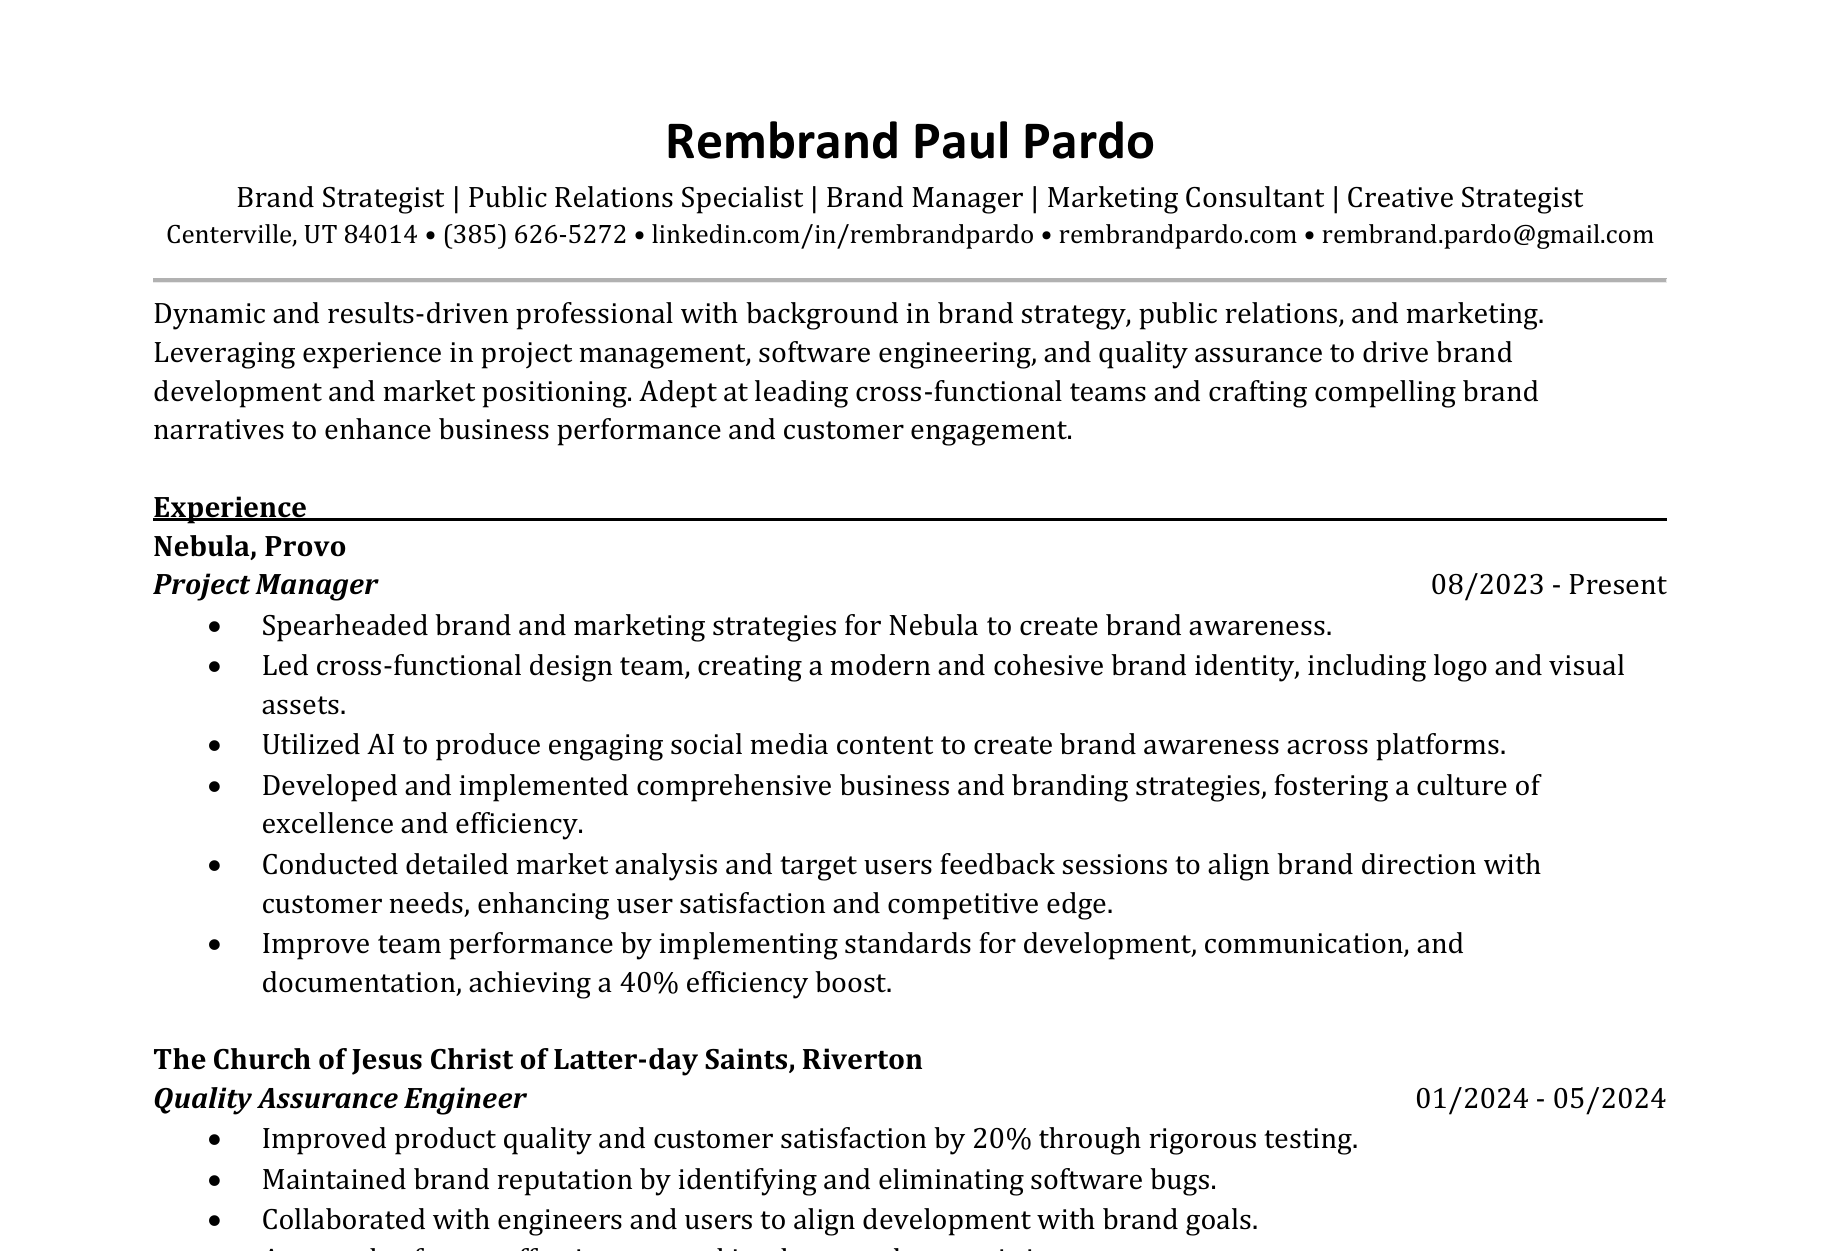 Rembrand Paul Pardo
Brand Strategist | Public Relations Specialist | Brand Manager | Marketing Consultant | Creative Strategist
Centerville, UT 84014 • (385) 626-5272 • linkedin.com/in/rembrandpardo • rembrandpardo.com • rembrand.pardo@gmail.com
Dynamic and results-driven professional with background in brand strategy, public relations, and marketing.
Leveraging experience in project management, software engineering, and quality assurance to drive brand
development and market positioning. Adept at leading cross-functional teams and crafting compelling brand
narratives to enhance business performance and customer engagement.
Experience
Nebula, Provo
Project Manager 08/2023 - Present
• Spearheaded brand and marketing strategies for Nebula to create brand awareness.
• Led cross-functional design team, creating a modern and cohesive brand identity, including logo and visual
assets.
• Utilized AI to produce engaging social media content to create brand awareness across platforms.
• Developed and implemented comprehensive business and branding strategies, fostering a culture of
excellence and efficiency.
• Conducted detailed market analysis and target users feedback sessions to align brand direction with
customer needs, enhancing user satisfaction and competitive edge.
• Improve team performance by implementing standards for development, communication, and
documentation, achieving a 40% efficiency boost.
The Church of Jesus Christ of Latter-day Saints, Riverton
Quality Assurance Engineer 01/2024 - 05/2024
• Improved product quality and customer satisfaction by 20% through rigorous testing.
• Maintained brand reputation by identifying and eliminating software bugs.
• Collaborated with engineers and users to align development with brand goals.